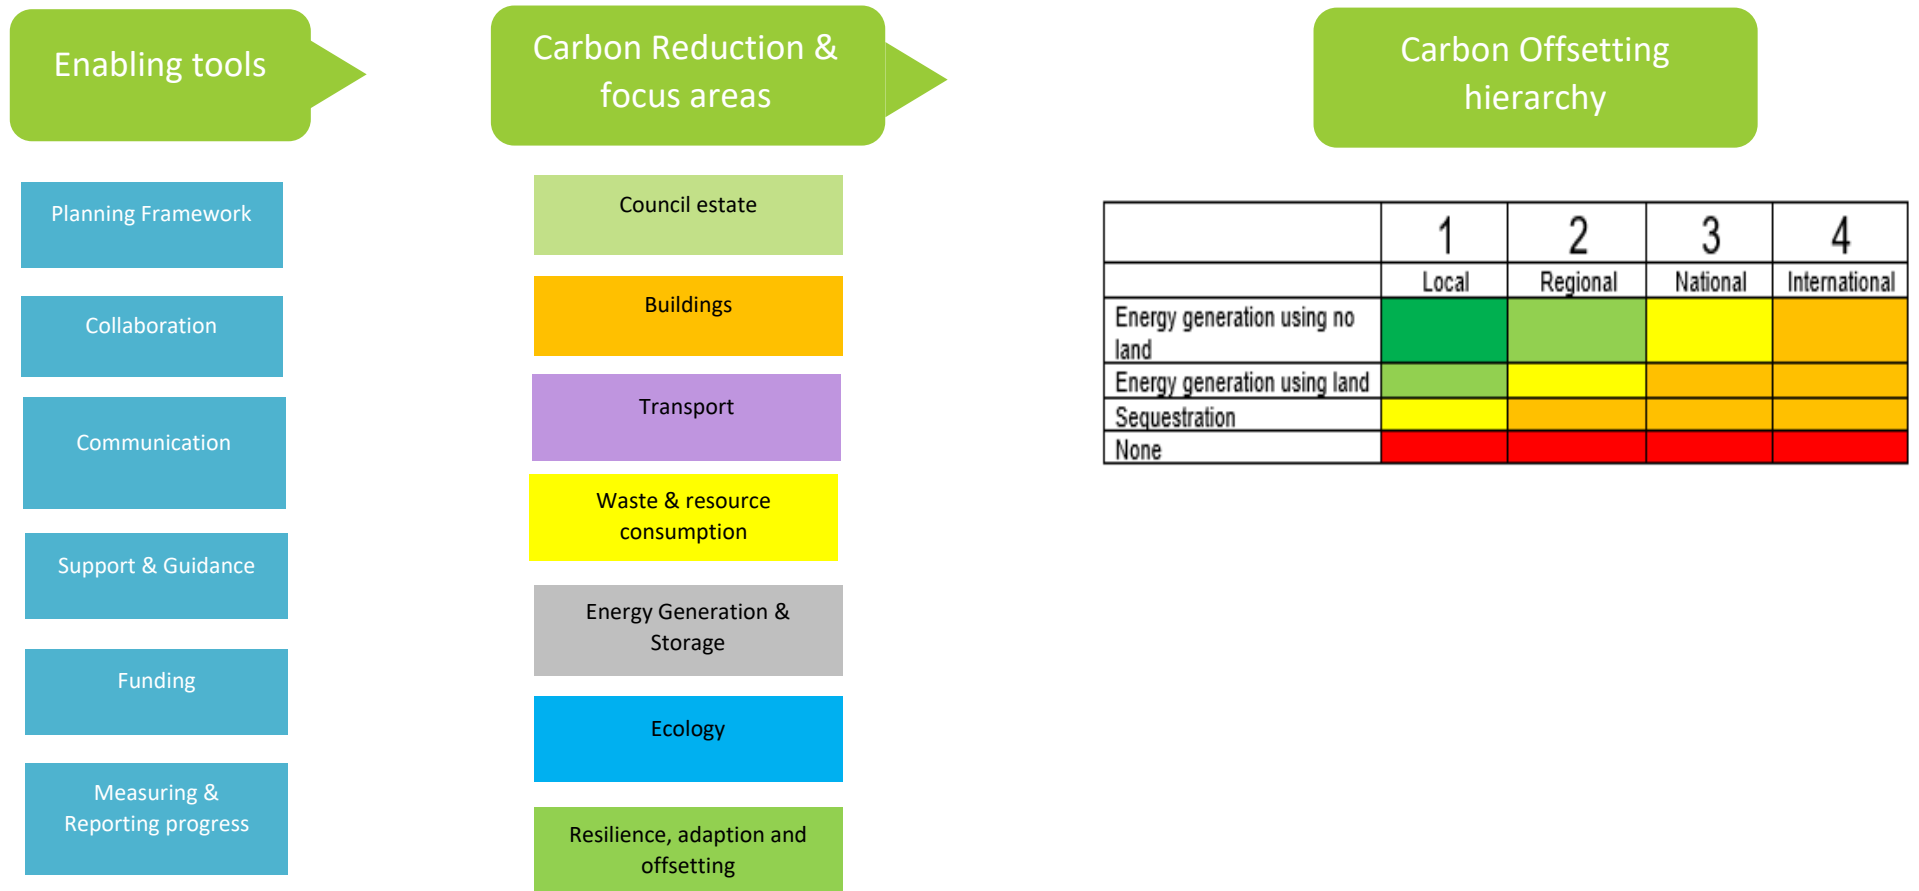 Enabling tools
Planning Framework
Collaboration
Communication
Support & Guidance
Funding
Measuring &
Reporting progress
Carbon Reduction &
focus areas
Council estate
Buildings
Transport
Waste & resource
consumption
Energy Generation &
Storage
Ecology
Resilience, adaption and
offsetting
Carbon Offsetting
hierarchy
1 2 3 4
Local Regional National International
Energy generation using no
land
Energy generation using land
Sequestration
None